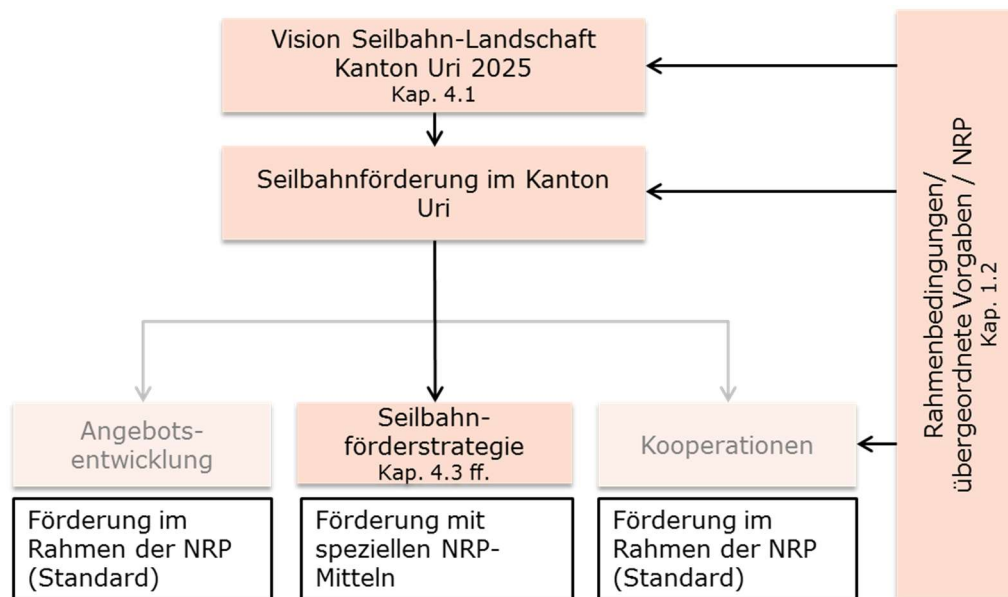 Vision Seilbahn-Landschaft
Kanton Uri 2025
Kap. 4.1
Seilbahnförderung im Kanton
Uri
Angebots-
entwicklung
Seilbahn-
förderstrategie
Kap. 4.3 ff.
Kooperationen
Förderung im
Rahmen der NRP
(Standard)
Förderung mit
speziellen NRP-
Mitteln
Förderung im
Rahmen der NRP
(Standard)
Rahmenbedingungen/
übergeordnete Vorgaben / NRP
Kap. 1.2